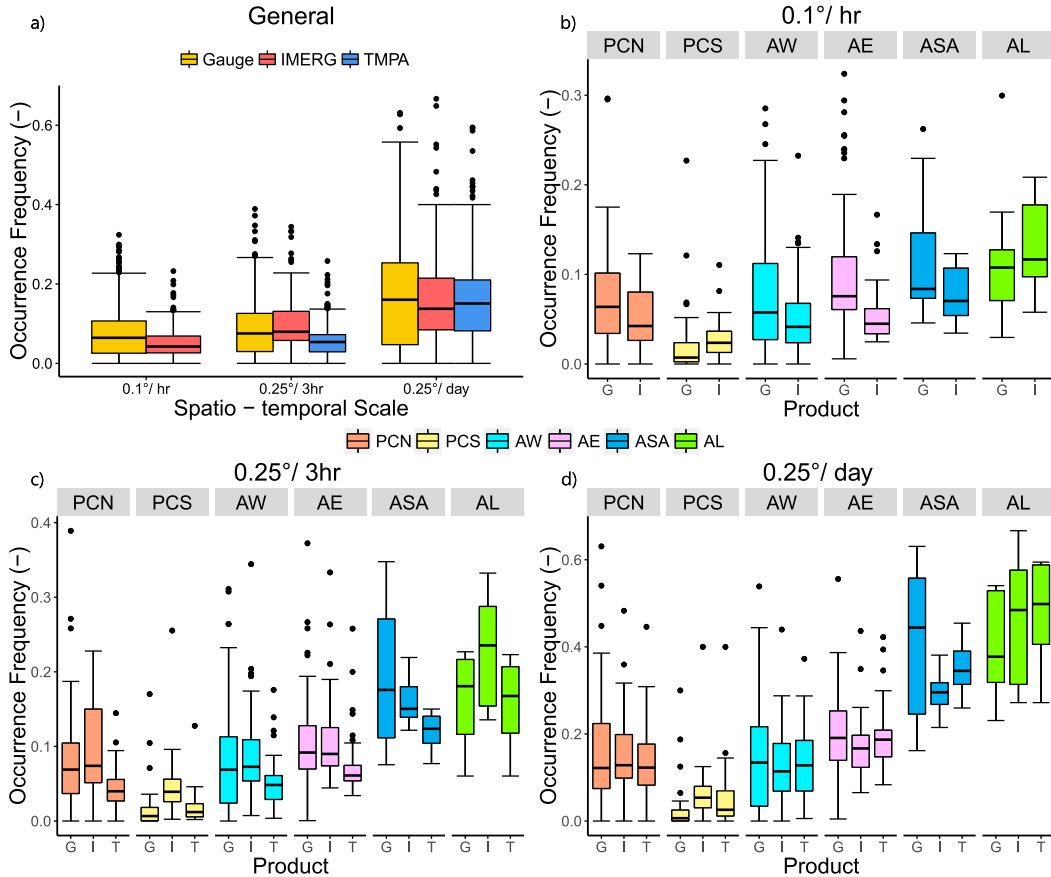 a)
General
Gauge IMERG TMPA
Occurrence Frequency (−)
0.6
0.4
0.2
0.0
0.1°/ hr 0.25°/ 3hr 0.25°/ day
Spatio − temporal Scale
b)
0.1°/ hr
PCN PCS AW AE ASA AL
Occurrence Frequency (−)
0.3
0.2
0.1
0.0
G I G I G I G I G I G I
Product
PCN PCS AW AE ASA AL
c)
0.25°/ 3hr
PCN PCS AW AE ASA AL
Occurrence Frequency (−)
0.4
0.3
0.2
0.1
0.0
G I T G I T G I T G I T G I T G I T
Product
d)
0.25°/ day
PCN PCS AW AE ASA AL
Occurrence Frequency (−)
0.6
0.4
0.2
0.0
G I T G I T G I T G I T G I T G I T
Product